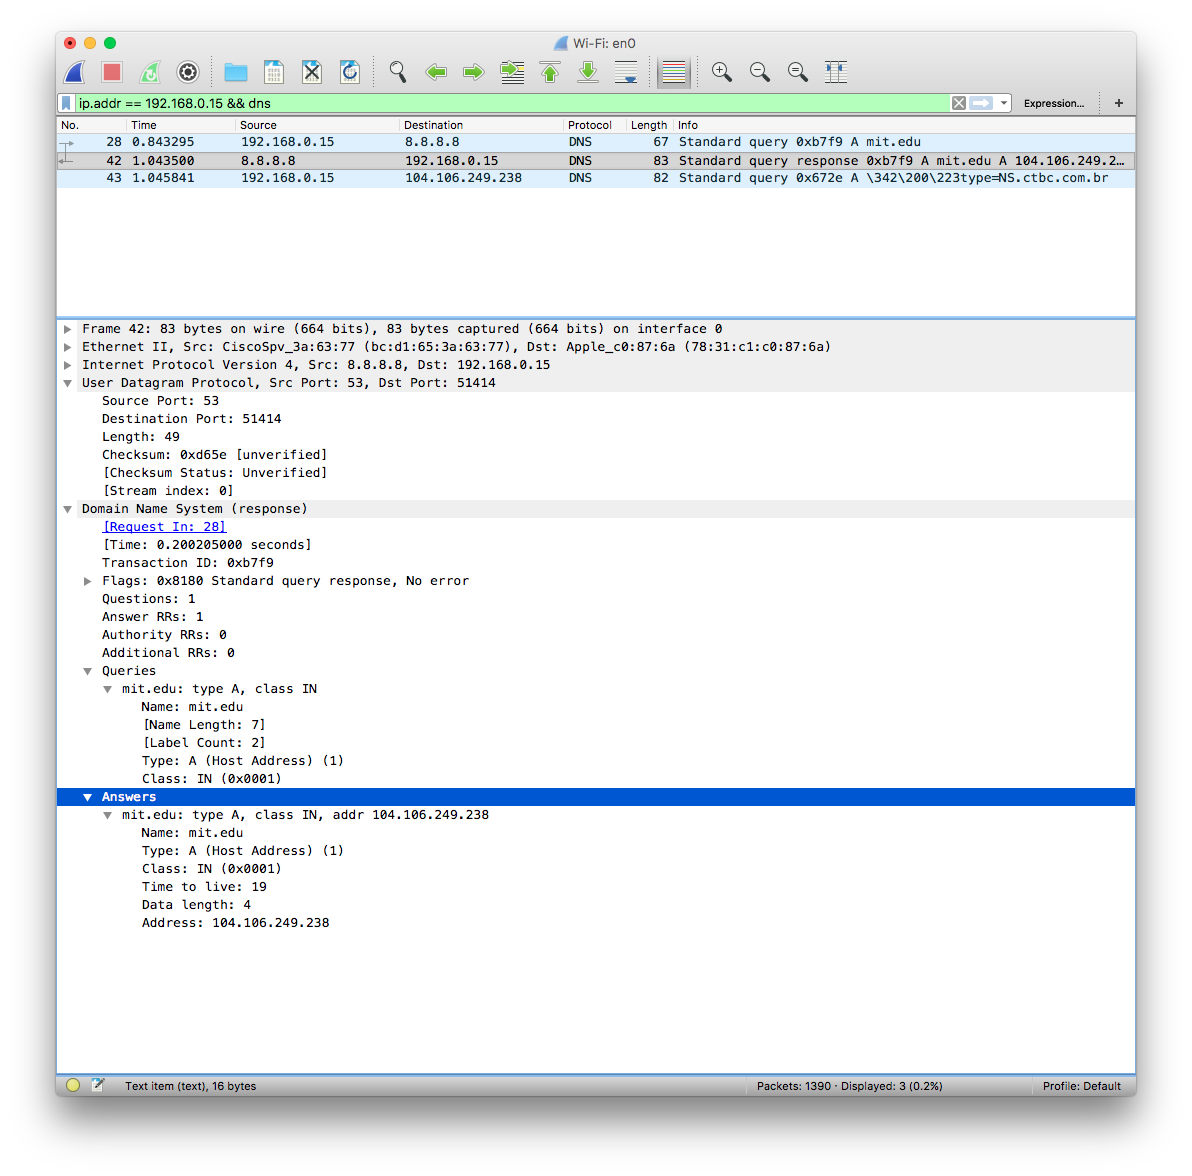 Wi-Fi: en0
ip.addr == 192.168.0.15 && dns
Expression...
+
No. Time Source Destination Protocol Length Info
28 0.843295 192.168.0.15 8.8.8.8 DNS 67 Standard query 0xb7f9 A mit.edu
42 1.043500 8.8.8.8 192.168.0.15 DNS 83 Standard query response 0xb7f9 A mit.edu A 104.106.249.2…
43 1.045841 192.168.0.15 104.106.249.238 DNS 82 Standard query 0x672e A \342\200\223type=NS.ctbc.com.br
Frame 42: 83 bytes on wire (664 bits), 83 bytes captured (664 bits) on interface 0
Ethernet II, Src: CiscoSpv_3a:63:77 (bc:d1:65:3a:63:77), Dst: Apple_c0:87:6a (78:31:c1:c0:87:6a)
Internet Protocol Version 4, Src: 8.8.8.8, Dst: 192.168.0.15
User Datagram Protocol, Src Port: 53, Dst Port: 51414
Source Port: 53
Destination Port: 51414
Length: 49
Checksum: 0xd65e [unverified]
[Checksum Status: Unverified]
[Stream index: 0]
Domain Name System (response)
[Request In: 28]
[Time: 0.200205000 seconds]
Transaction ID: 0xb7f9
Flags: 0x8180 Standard query response, No error
Questions: 1
Answer RRs: 1
Authority RRs: 0
Additional RRs: 0
Queries
mit.edu: type A, class IN
Name: mit.edu
[Name Length: 7]
[Label Count: 2]
Type: A (Host Address) (1)
Class: IN (0x0001)
Answers
mit.edu: type A, class IN, addr 104.106.249.238
Name: mit.edu
Type: A (Host Address) (1)
Class: IN (0x0001)
Time to live: 19
Data length: 4
Address: 104.106.249.238
Text item (text), 16 bytes
Packets: 1390 · Displayed: 3 (0.2%)
Profile: Default